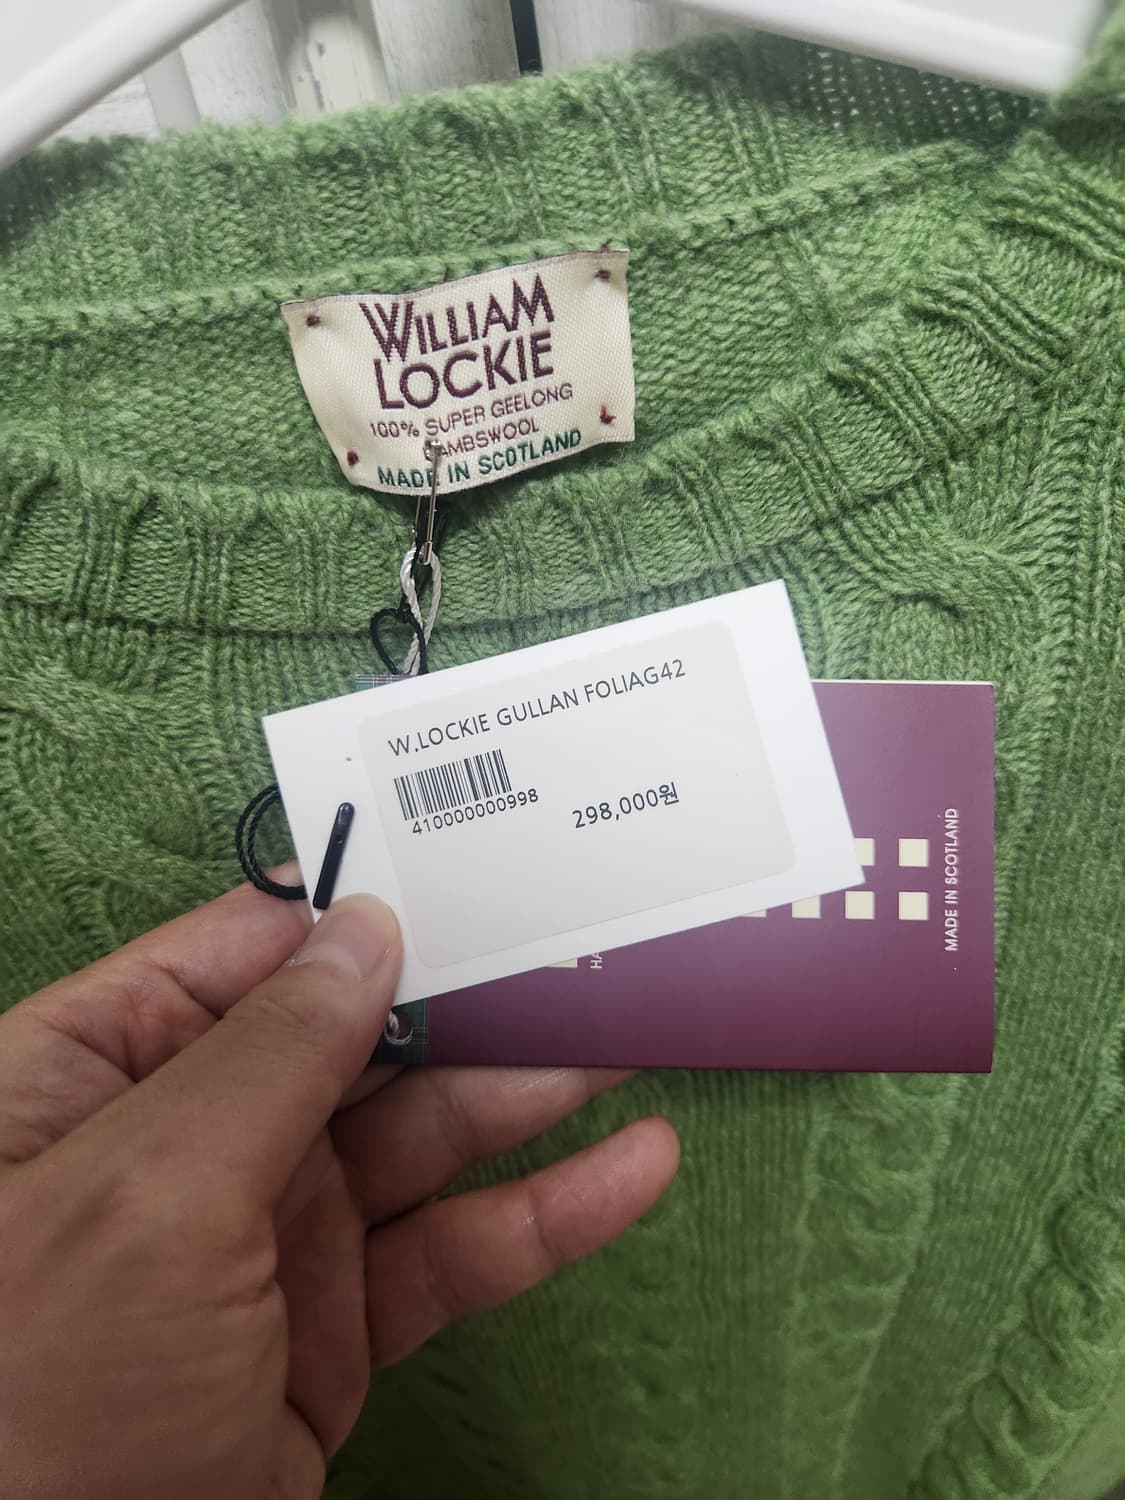 WILLIAM
LOCKIE
100% SUPER GEELONG
LAMBSWOOL
MADE IN SCOTLAND
W.LOCKIE GULLAN FOLIAG42
410000000998
298,000원
MADE IN SCOTLAND